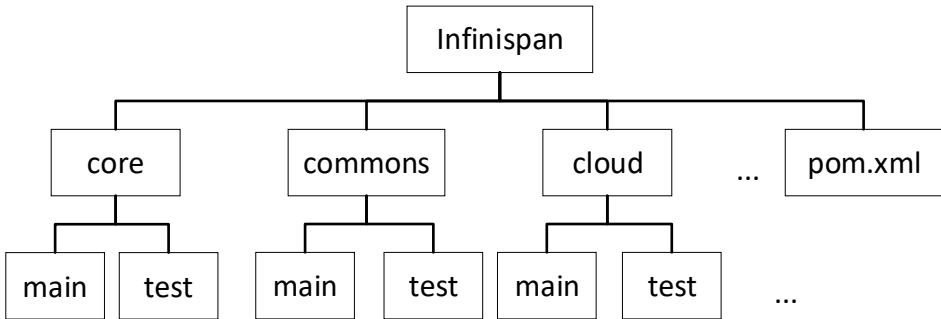 Infinispan
core
commons
cloud
...
pom.xml
main
test
main
test
main
test
...